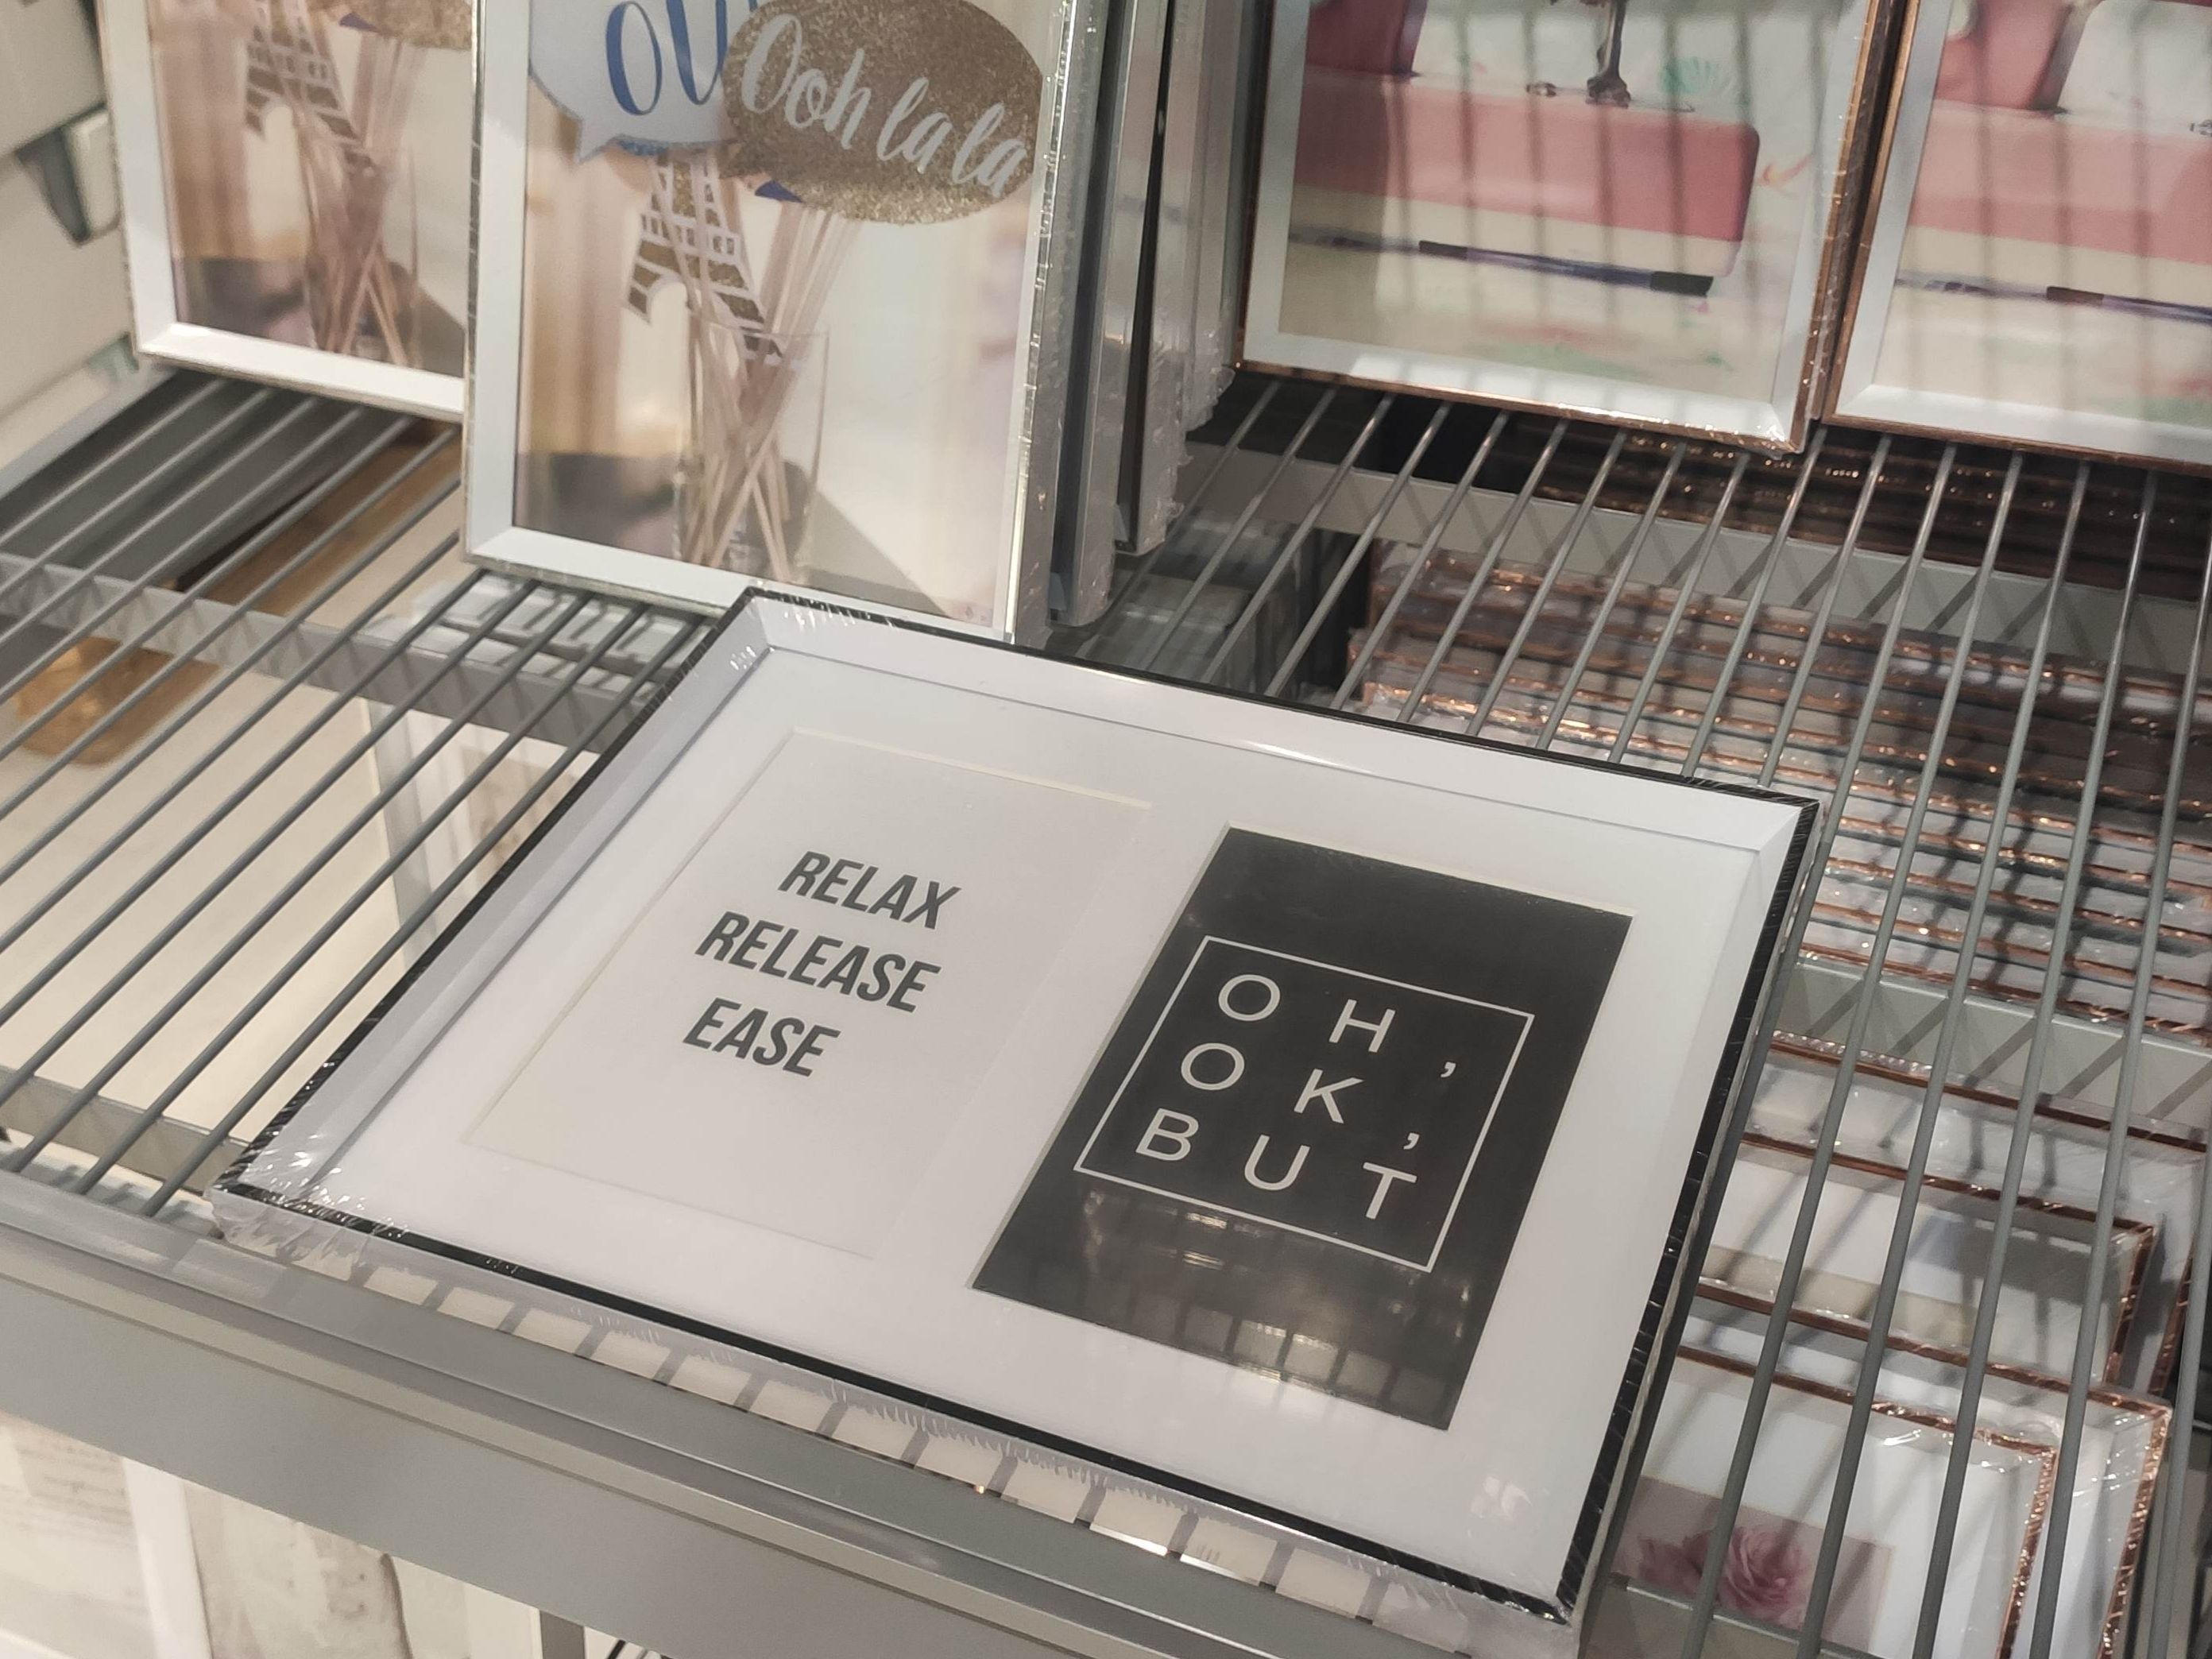 Ooh la la
RELAX
RELEASE
EASE
OH,
OK,
BUT